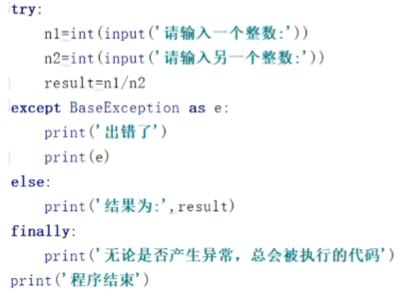 try:
    n1=int(input('请输入一个整数:'))
    n2=int(input('请输入另一个整数:'))
    result=n1/n2
except BaseException as e:
    print('出错了')
    print(e)
else:
    print('结果为:',result)
finally:
    print('无论是否产生异常，总会被执行的代码')
print('程序结束')